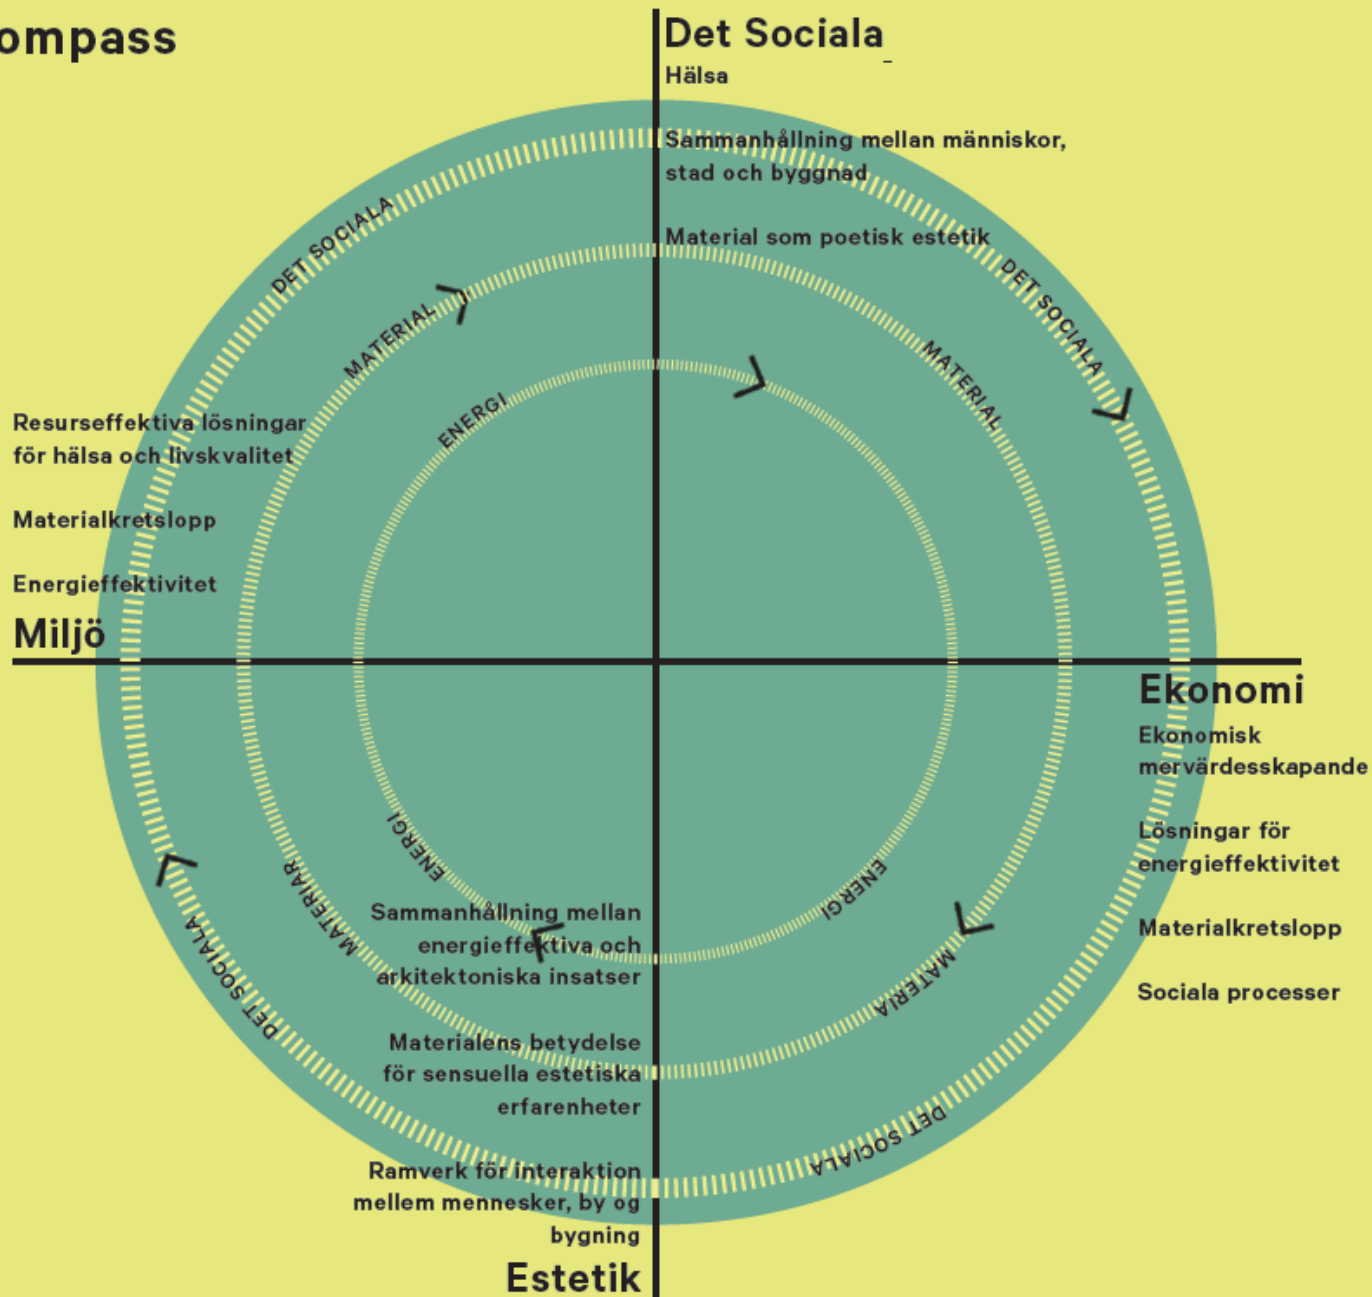 ompass
Det Sociala
Hälsa
Sammanhållning mellan människor,
stad och byggnad
Material som poetisk estetik
DET SOCIALA
DET SOCIALA
MATERIAL
MATERIAL
ENERGI
Resurseffektiva lösningar
för hälsa och livskvalitet
Materialkretslopp
Energieffektivitet
Miljö
Ekonomi
Ekonomisk
mervärdesskapande
Lösningar för
energieffektivitet
Materialkretslopp
Sociala processer
ENERGI
ENERGI
MATERIAR
MATERIA
DET SOCIALA
DET SOCIALA
Sammanhållning mellan
energieffektiva och
arkitektoniska insatser
Materialens betydelse
för sensuella estetiska
erfarenheter
Ramverk för interaktion
mellem mennesker, by og
bygning
Estetik